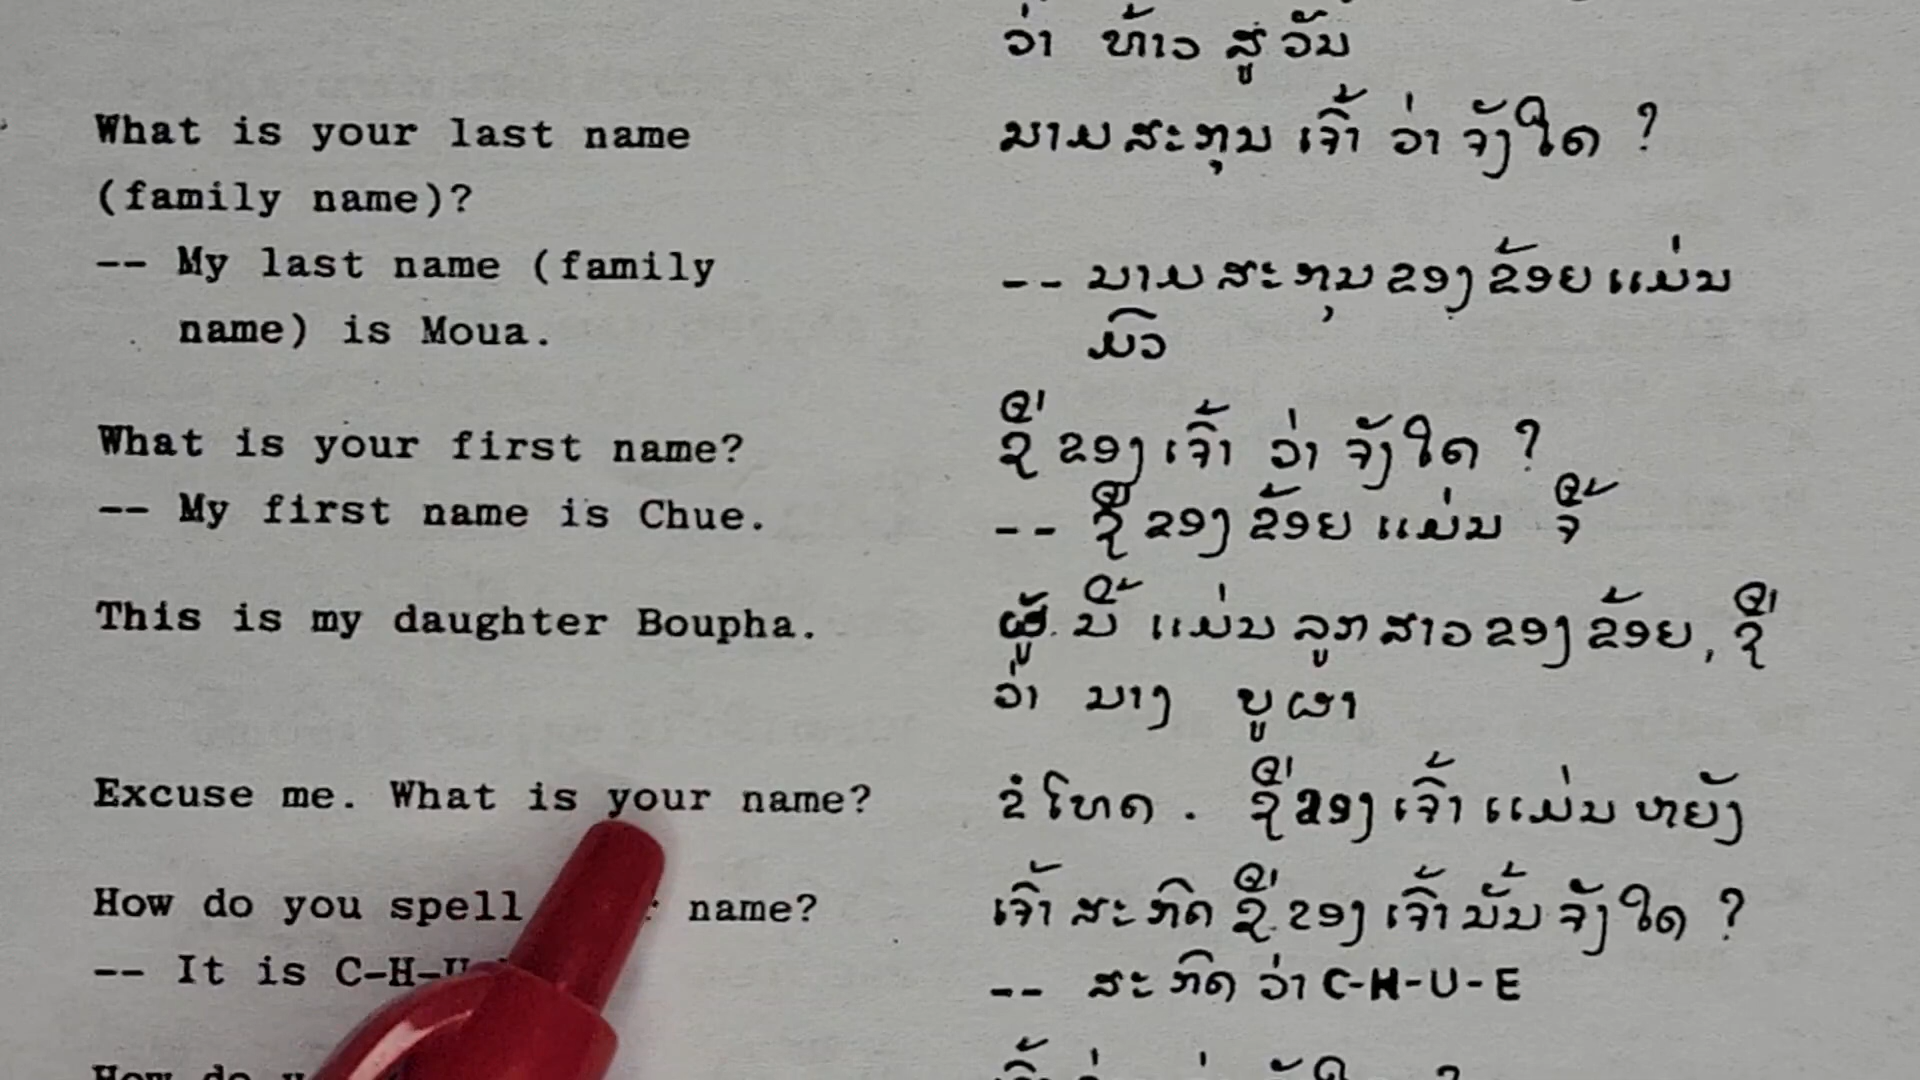 ວ່າ ທ້າວ ສູ່ ວັນ
What is your last name ນາມສະກຸນ ເຈົ້າ ວ່າ ຈັ່ງໃດ ?
(family name)?
-- My last name (family -- ນາມສະກຸນຂອງຂ້ອຍແມ່ນ
name) is Moua. ມົວ
What is your first name? ຊື່ ຂອງ ເຈົ້າ ວ່າ ຈັ່ງໃດ ?
-- My first name is Chue. -- ຊື່ ຂອງ ຂ້ອຍ ແມ່ນ ຈື້
This is my daughter Boupha. ຜູ້ ນີ້ ແມ່ນ ລູກສາວຂອງຂ້ອຍ, ຊື່
ວ່າ ນາງ ບູຜາ
Excuse me. What is your name? ຂໍໂທດ. ຊື່ຂອງ ເຈົ້າ ແມ່ນ ຫຍັງ
How do you spell name? ເຈົ້າ ສະກົດ ຊື່ ຂອງ ເຈົ້ານັ້ນ ຈັ່ງໃດ ?
-- It is C-H-U -- ສະກົດ ວ່າ C-H-U-E
How do